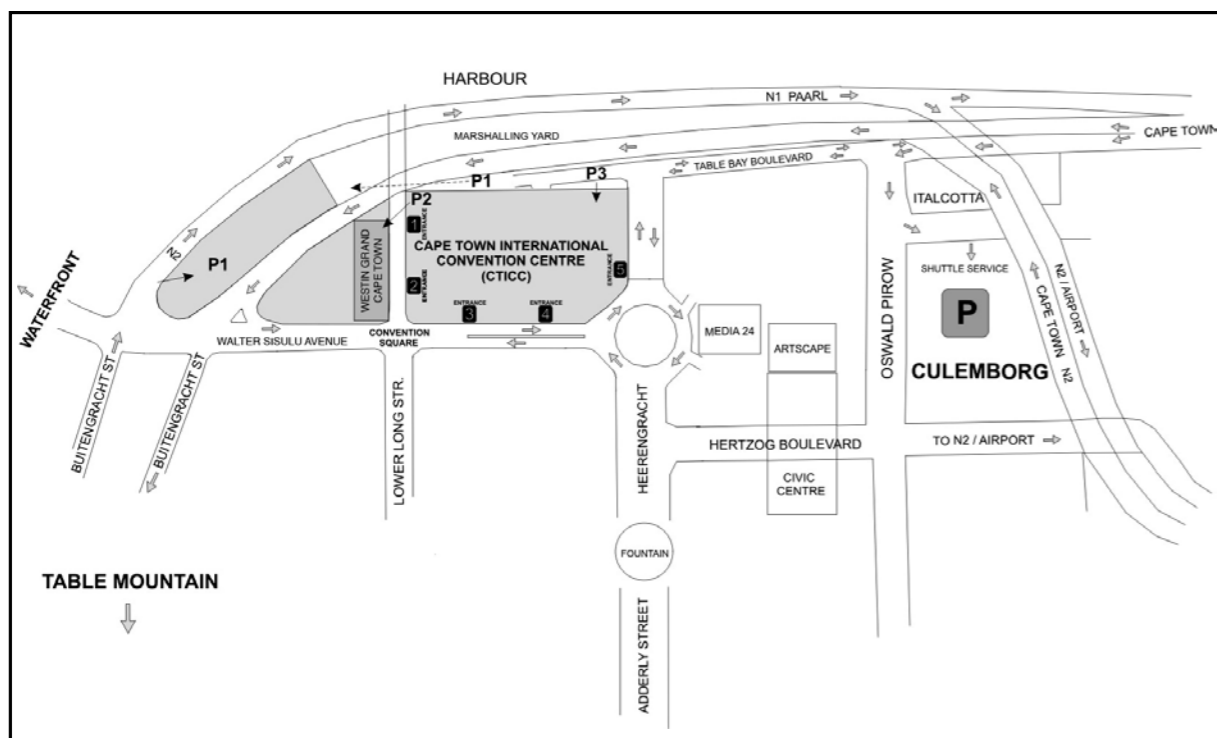 HARBOUR
N1 PAARL
MARSHALLING YARD
CAPE TOWN
TABLE BAY BOULEVARD
P1
P3
P2
ITALCOTTA
1
ENTRANCE
CAPE TOWN INTERNATIONAL
CONVENTION CENTRE
(CTICC)
N2
P1
WESTIN GRAND
CAPE TOWN
2
ENTRANCE
ENTRANCE
5
ENTRANCE
3
ENTRANCE
4
SHUTTLE SERVICE
P
CULEMBORG
N2 / AIRPORT
CAPE TOWN N2
OSWALD PIROW
WATERFRONT
WALTER SISULU AVENUE
CONVENTION
SQUARE
MEDIA 24
ARTSCAPE
BUITENGRACHT ST
BUITENGRACHT ST
LOWER LONG STR.
HEERENGRACHT
HERTZOG BOULEVARD
TO N2 / AIRPORT
CIVIC
CENTRE
FOUNTAIN
TABLE MOUNTAIN
ADDERLY STREET